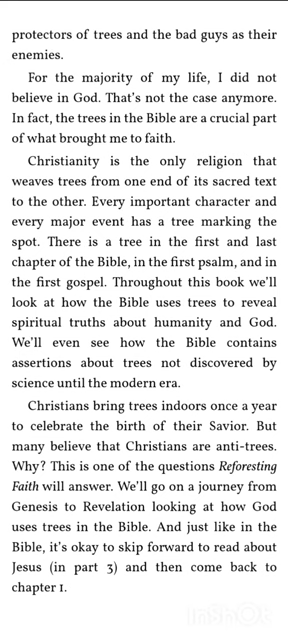 protectors of trees and the bad guys as their
enemies.
For the majority of my life, I did not
believe in God. That's not the case anymore.
In fact, the trees in the Bible are a crucial part
of what brought me to faith.
Christianity is the only religion that
weaves trees from one end of its sacred text
to the other. Every important character and
every major event has a tree marking the
spot. There is a tree in the first and last
chapter of the Bible, in the first psalm, and in
the first gospel. Throughout this book we'll
look at how the Bible uses trees to reveal
spiritual truths about humanity and God.
We'll even see how the Bible contains
assertions about trees not discovered by
science until the modern era.
Christians bring trees indoors once a year
to celebrate the birth of their Savior. But
many believe that Christians are anti-trees.
Why? This is one of the questions Reforesting
Faith will answer. We'll go on a journey from
Genesis to Revelation looking at how God
uses trees in the Bible. And just like in the
Bible, it's okay to skip forward to read about
Jesus (in part 3) and then come back to
chapter 1.
InShOt